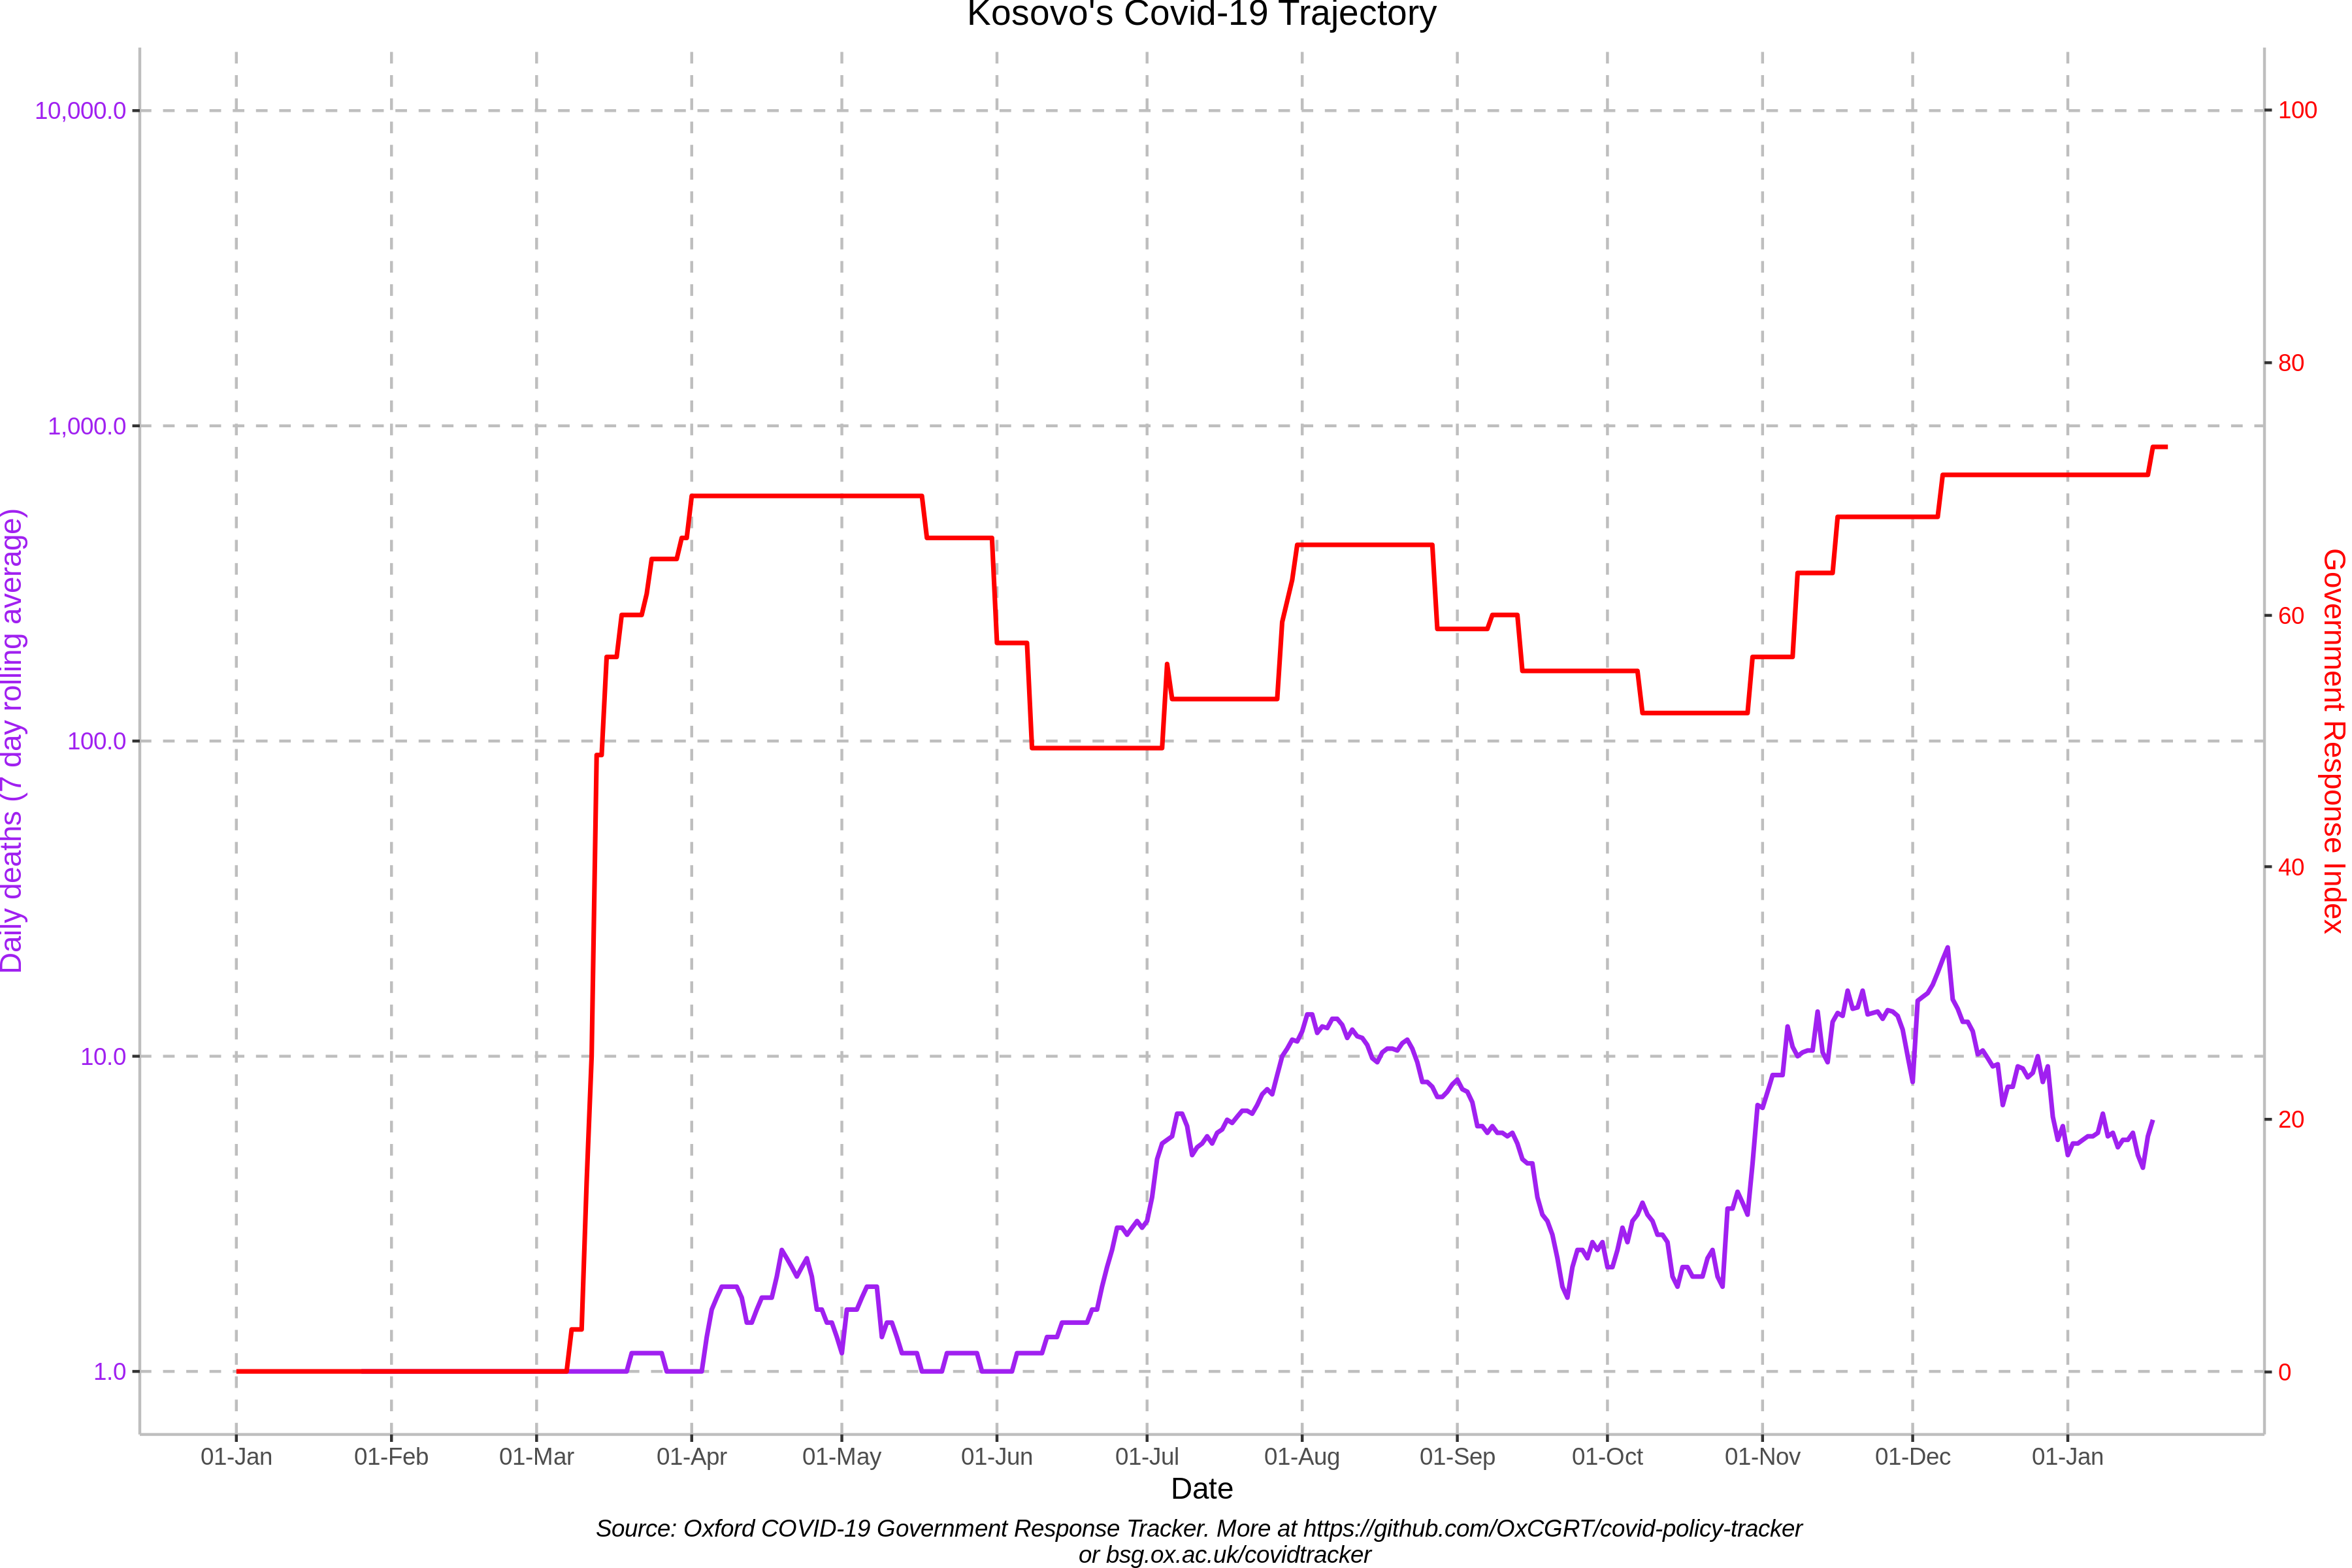 Kosovo's Covid-19 Trajectory
10,000.0
1,000.0
100.0
10.0
1.0
Daily deaths (7 day rolling average)
100
80
60
40
20
0
Government Response Index
01-Jan
01-Feb
01-Mar
01-Apr
01-May
01-Jun
01-Jul
01-Aug
01-Sep
01-Oct
01-Nov
01-Dec
01-Jan
Date
Source: Oxford COVID-19 Government Response Tracker. More at https://github.com/OxCGRT/covid-policy-tracker
or bsg.ox.ac.uk/covidtracker